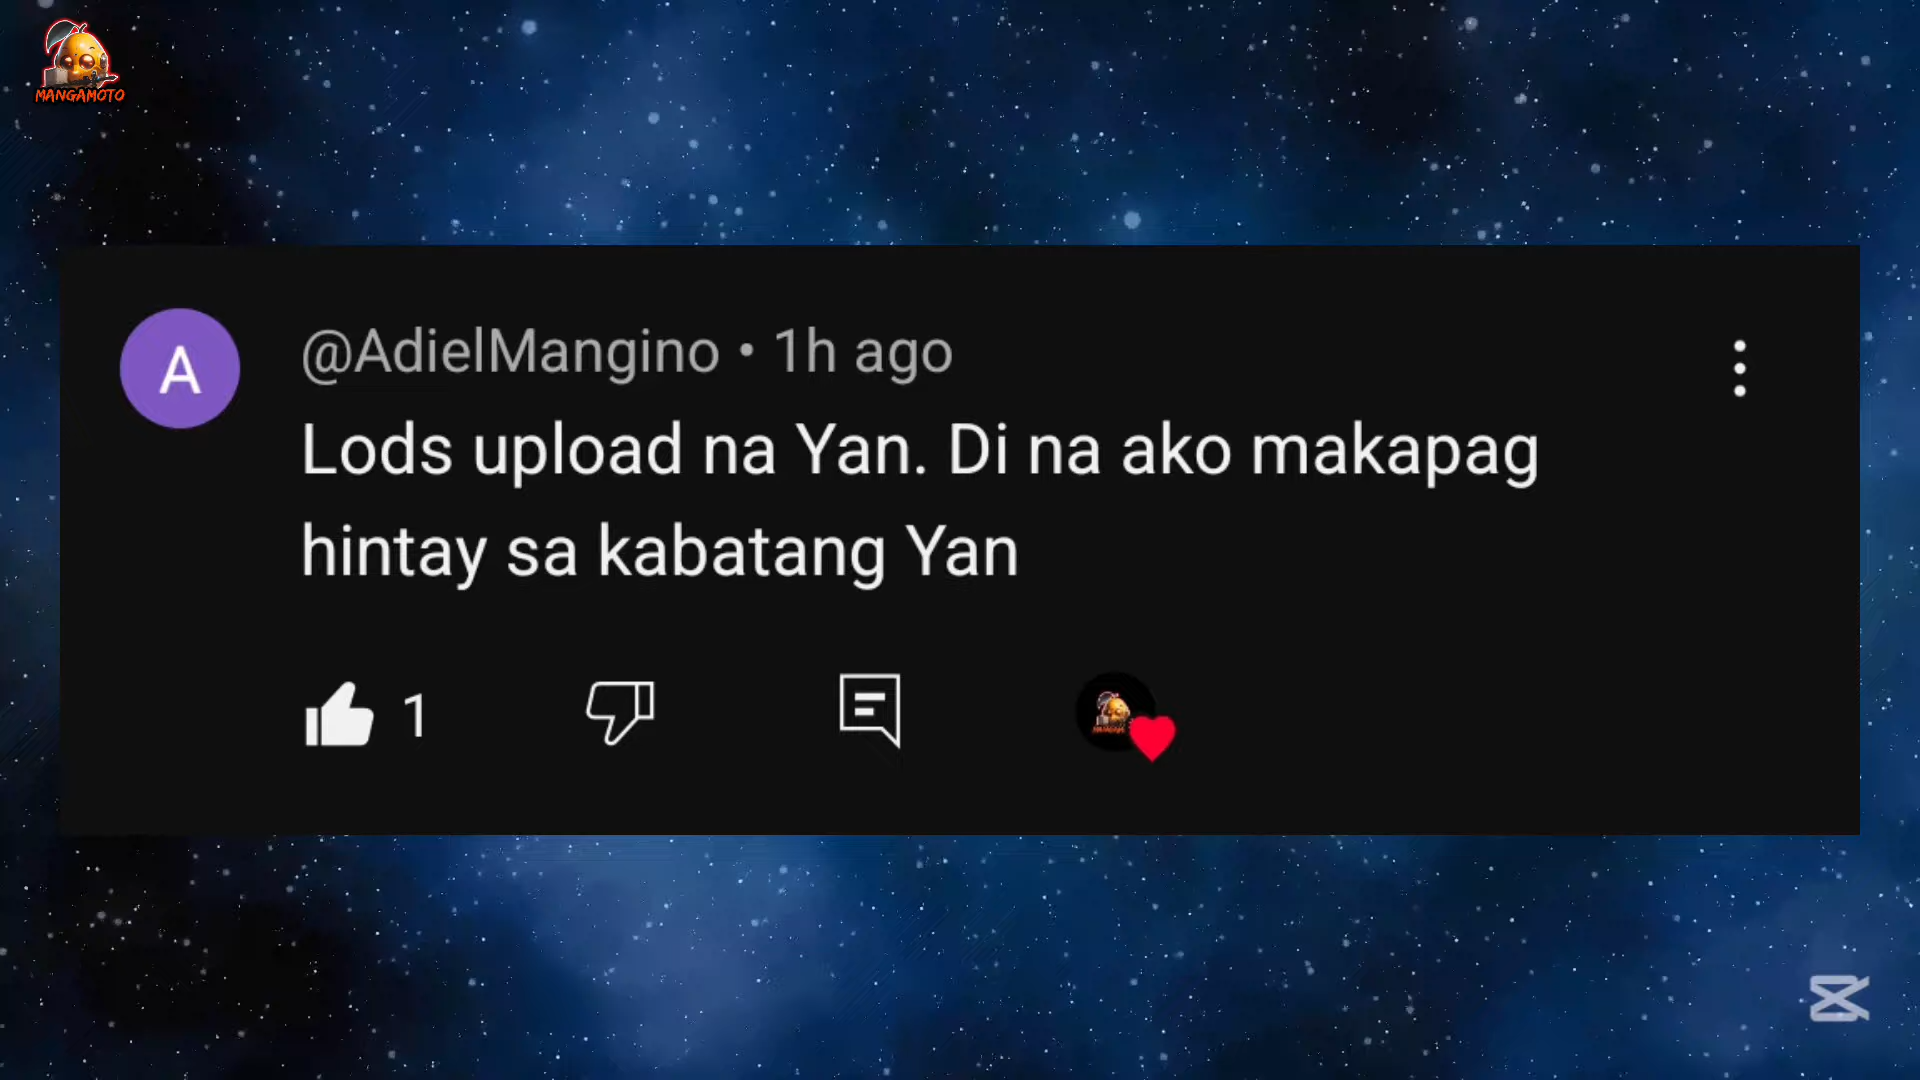 MANGAMOTO
A
@AdielMangino • 1h ago
Lods upload na Yan. Di na ako makapag
hintay sa kabatang Yan
1